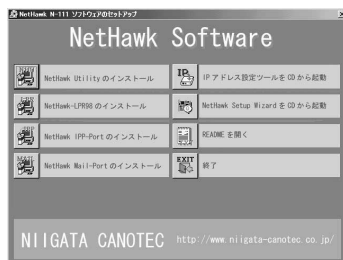 NetHawk N-111 ソフトウェアのセットアップ
NetHawk Software
NetHawk Utility のインストール
IP アドレス設定ツールを CD から起動
NetHawk-LPR98 のインストール
NetHawk Setup Wizard を CD から起動
NetHawk IPP-Port のインストール
README を開く
NetHawk Mail-Port のインストール
EXIT
終了
NIIGATA CANOTEC
http://www.niigata-canotec.co.jp/